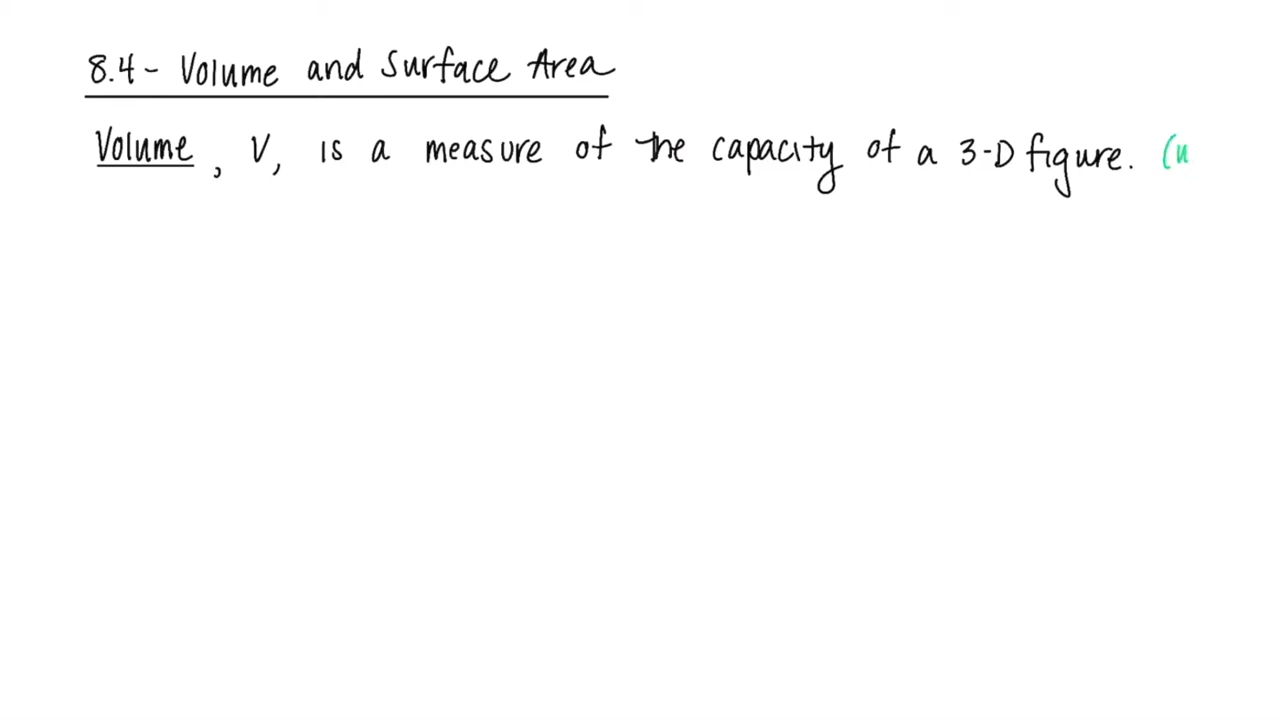 8.4 - Volume and Surface Area
Volume, V, is a measure of the capacity of a 3-D figure. (u